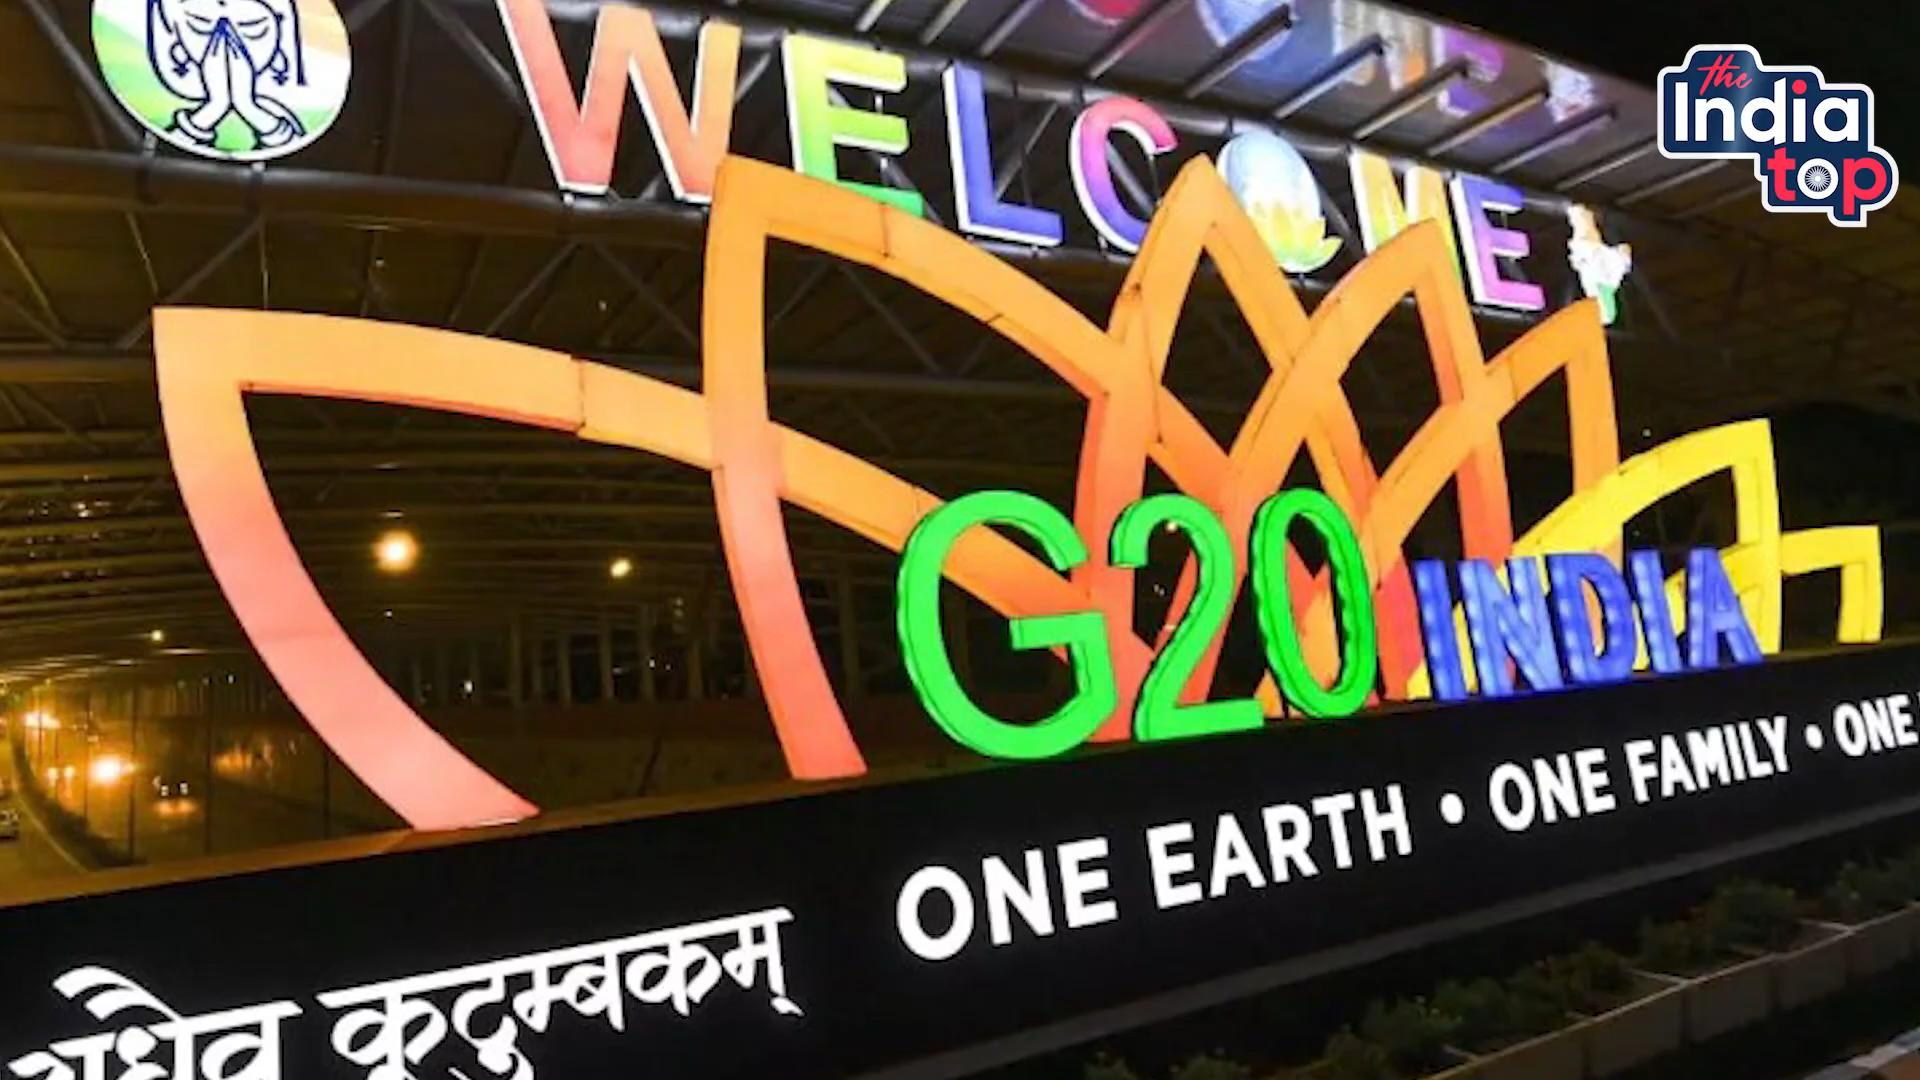 WELCOME
the
India
top
G20 INDIA
ONE EARTH • ONE FAMILY • ONE
कुटुम्बकम्